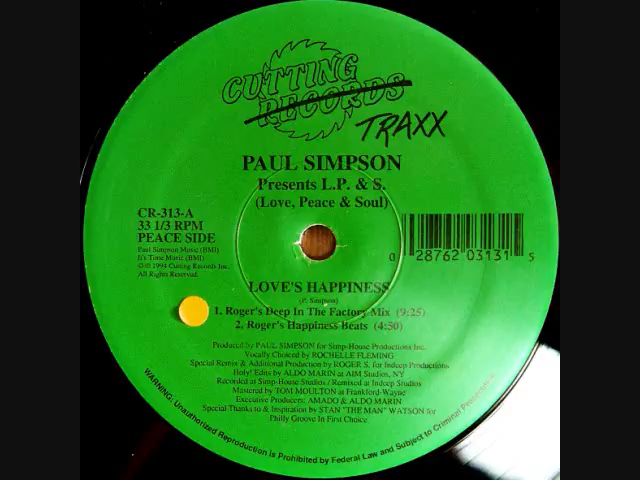 CUTTING
RECORDS
TRAXX
PAUL SIMPSON
Presents L.P. & S.
(Love, Peace & Soul)
CR-313-A
33 1/3 RPM
PEACE SIDE
Paul Simpson Music (BMI)
It's Time Music (BMI)
© ℗ 1994 Cutting Records Inc.
All Rights Reserved.
0 28762 03131 5
LOVE'S HAPPINESS
(P. Simpson)
1. Roger's Deep In The Factory Mix (9:25)
2. Roger's Happiness Beats (4:50)
Produced by PAUL SIMPSON for Simp-House Productions Inc.
Vocally Choiced by ROCHELLE FLEMING
Special Remix & Additional Production by ROGER S. for Indeep Productions
Holy! Edits by ALDO MARIN at AIM Studios, NY
Recorded at Simp-House Studios / Remixed at Indeep Studios
Mastered by TOM MOULTON at Frankford-Wayne
Executive Producers: AMADO & ALDO MARIN
Special Thanks to & Inspiration by STAN "THE MAN" WATSON for
Philly Groove In First Choice
WARNING: Unauthorized Reproduction is Prohibited by Federal Law and Subject to Criminal Prosecution